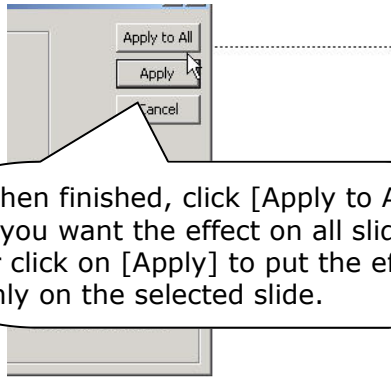 Apply to All
Apply
Cancel
hen finished, click [Apply to A
you want the effect on all slid
click on [Apply] to put the ef
nly on the selected slide.